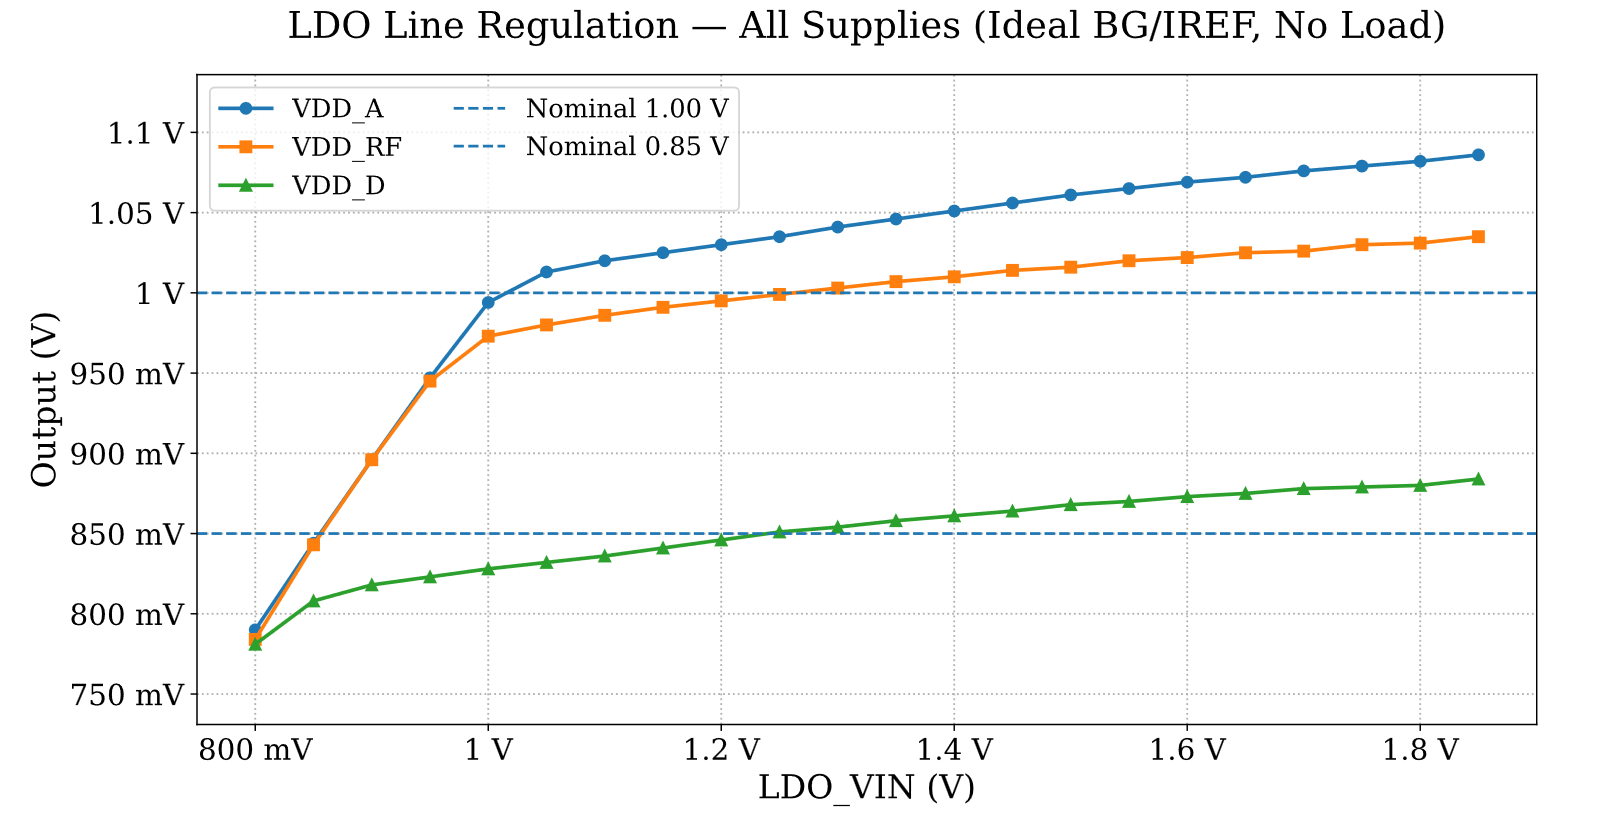 LDO Line Regulation — All Supplies (Ideal BG/IREF, No Load)
VDD_A
VDD_RF
VDD_D
Nominal 1.00 V
Nominal 0.85 V
Output (V)
1.1 V
1.05 V
1 V
950 mV
900 mV
850 mV
800 mV
750 mV
800 mV
1 V
1.2 V
1.4 V
1.6 V
1.8 V
LDO_VIN (V)